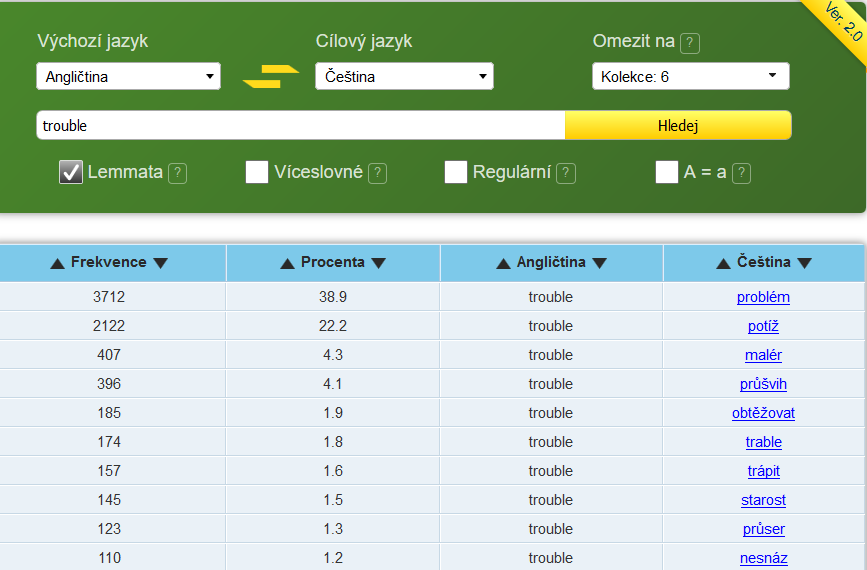 Výchozí jazyk Cílový jazyk Omezit na ? Ver. 2.0
Angličtina Čeština Kolekce: 6
trouble Hledej
Lemmata ? Víceslovné ? Regulární ? A = a ?
Frekvence Procenta Angličtina Čeština
3712 38.9 trouble problém
2122 22.2 trouble potíž
407 4.3 trouble malér
396 4.1 trouble průšvih
185 1.9 trouble obtěžovat
174 1.8 trouble trable
157 1.6 trouble trápit
145 1.5 trouble starost
123 1.3 trouble průser
110 1.2 trouble nesnáz